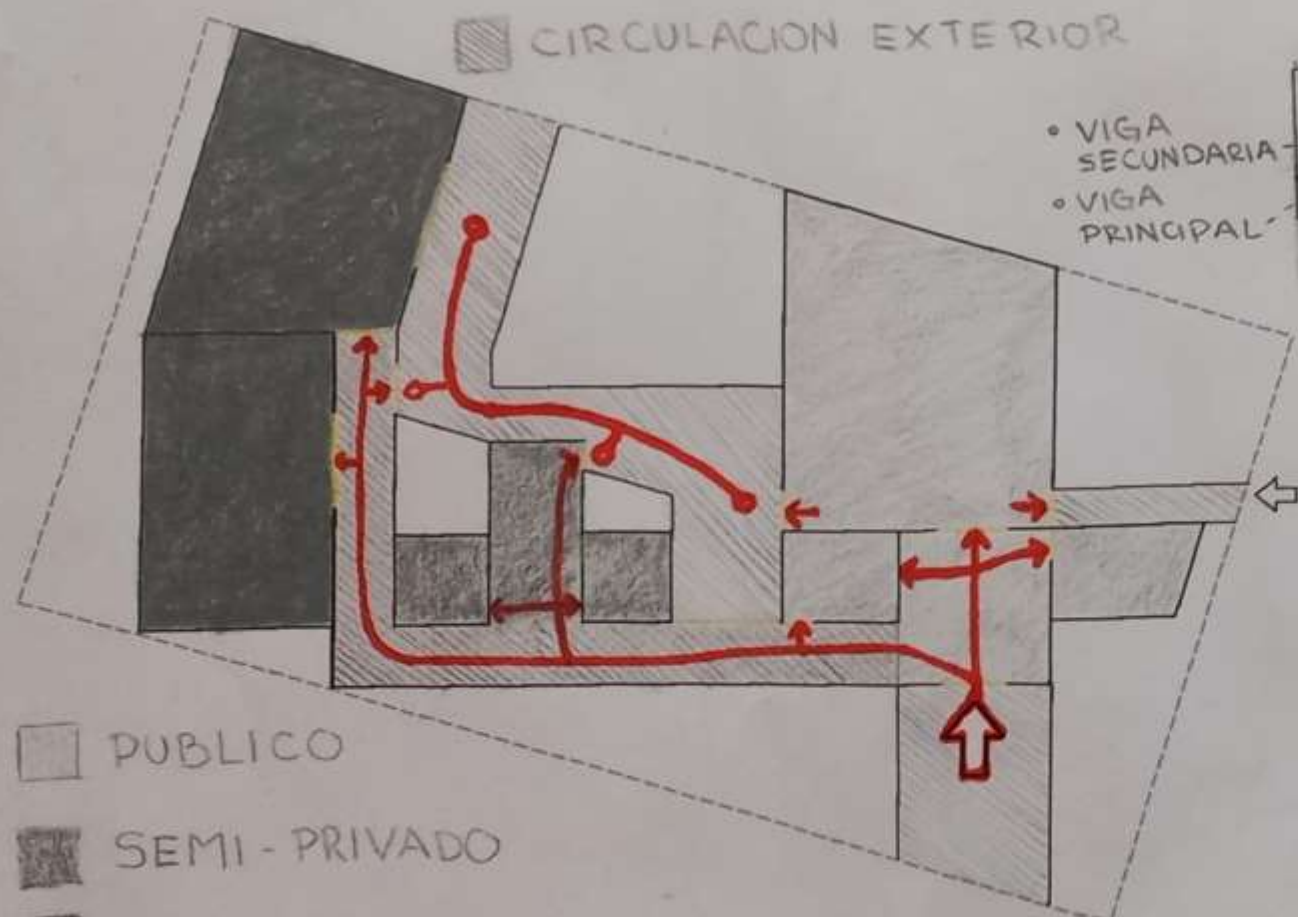 CIRCULACION EXTERIOR
• VIGA
SECUNDARIA
• VIGA
PRINCIPAL
PUBLICO
SEMI-PRIVADO